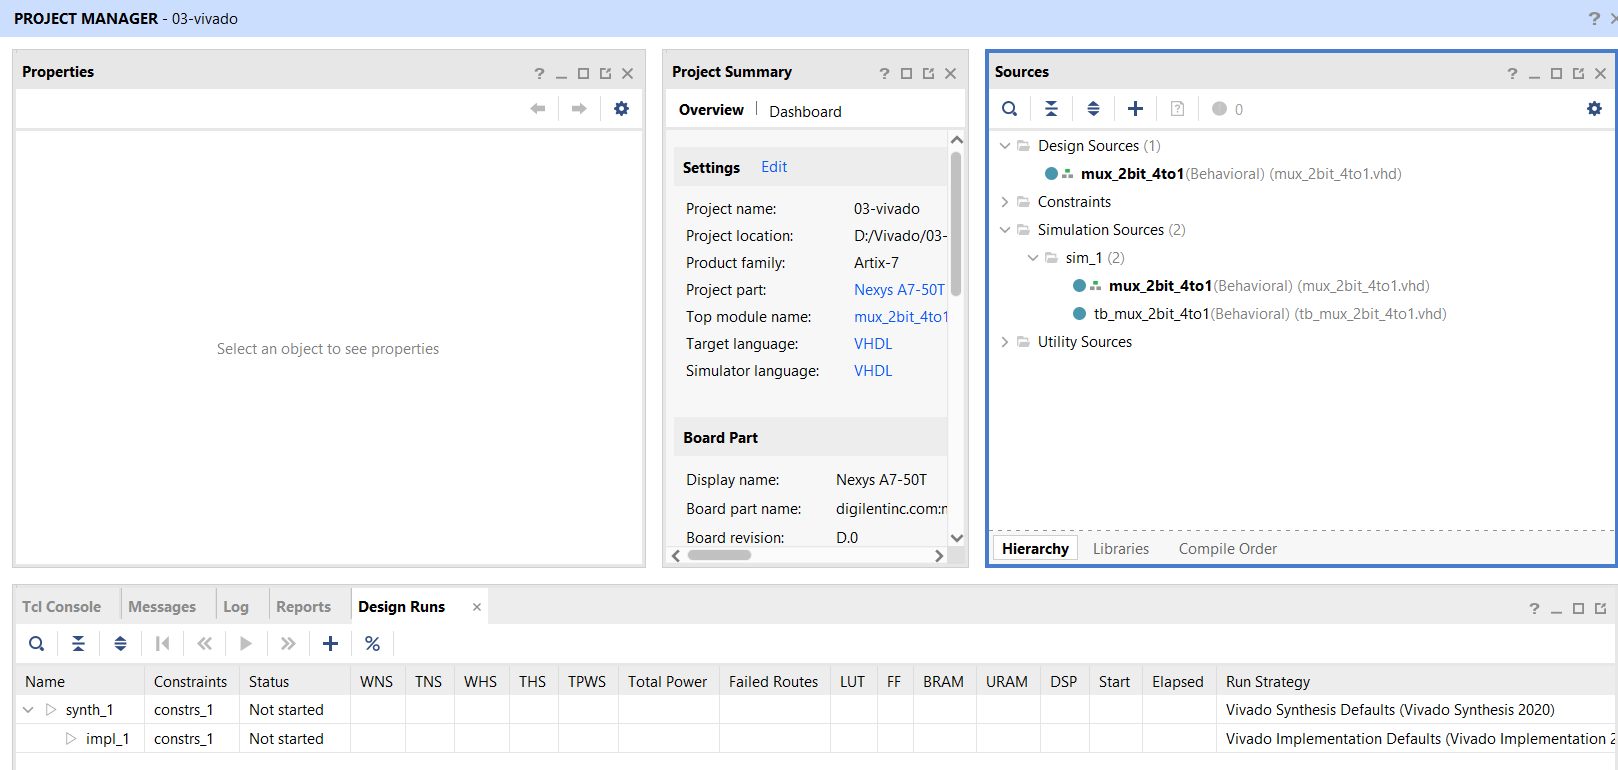 PROJECT MANAGER - 03-vivado
Properties
Select an object to see properties
Project Summary
Overview | Dashboard
Settings Edit
Project name: 03-vivado
Project location: D:/Vivado/03-
Product family: Artix-7
Project part: Nexys A7-50T
Top module name: mux_2bit_4to1
Target language: VHDL
Simulator language: VHDL
Board Part
Display name: Nexys A7-50T
Board part name: digilentinc.com:n
Board revision: D.0
Sources
0
Design Sources (1)
mux_2bit_4to1(Behavioral) (mux_2bit_4to1.vhd)
Constraints
Simulation Sources (2)
sim_1 (2)
mux_2bit_4to1(Behavioral) (mux_2bit_4to1.vhd)
tb_mux_2bit_4to1(Behavioral) (tb_mux_2bit_4to1.vhd)
Utility Sources
Hierarchy Libraries Compile Order
Tcl Console Messages Log Reports Design Runs
Name Constraints Status WNS TNS WHS THS TPWS Total Power Failed Routes LUT FF BRAM URAM DSP Start Elapsed Run Strategy
synth_1 constrs_1 Not started Vivado Synthesis Defaults (Vivado Synthesis 2020)
impl_1 constrs_1 Not started Vivado Implementation Defaults (Vivado Implementation 2